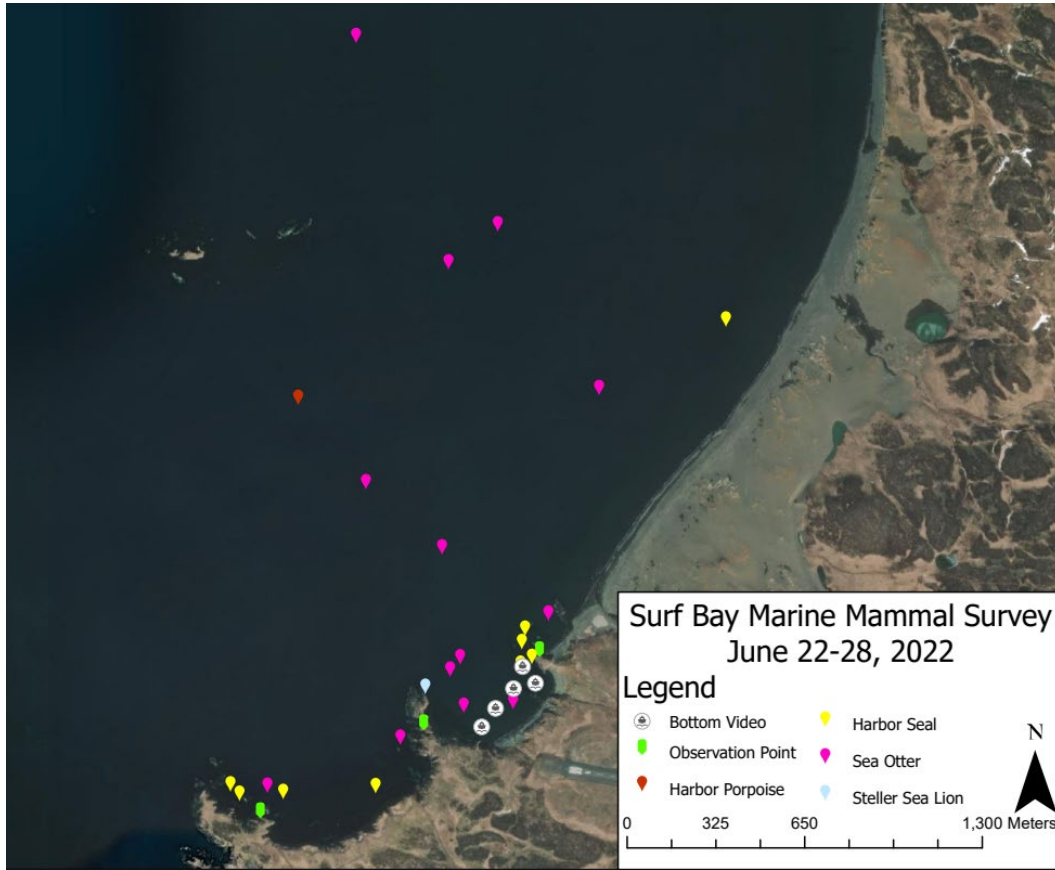 Surf Bay Marine Mammal Survey
June 22-28, 2022
Legend
Bottom Video
Observation Point
Harbor Porpoise
Harbor Seal
Sea Otter
Steller Sea Lion
N
0 325 650 1,300 Meters